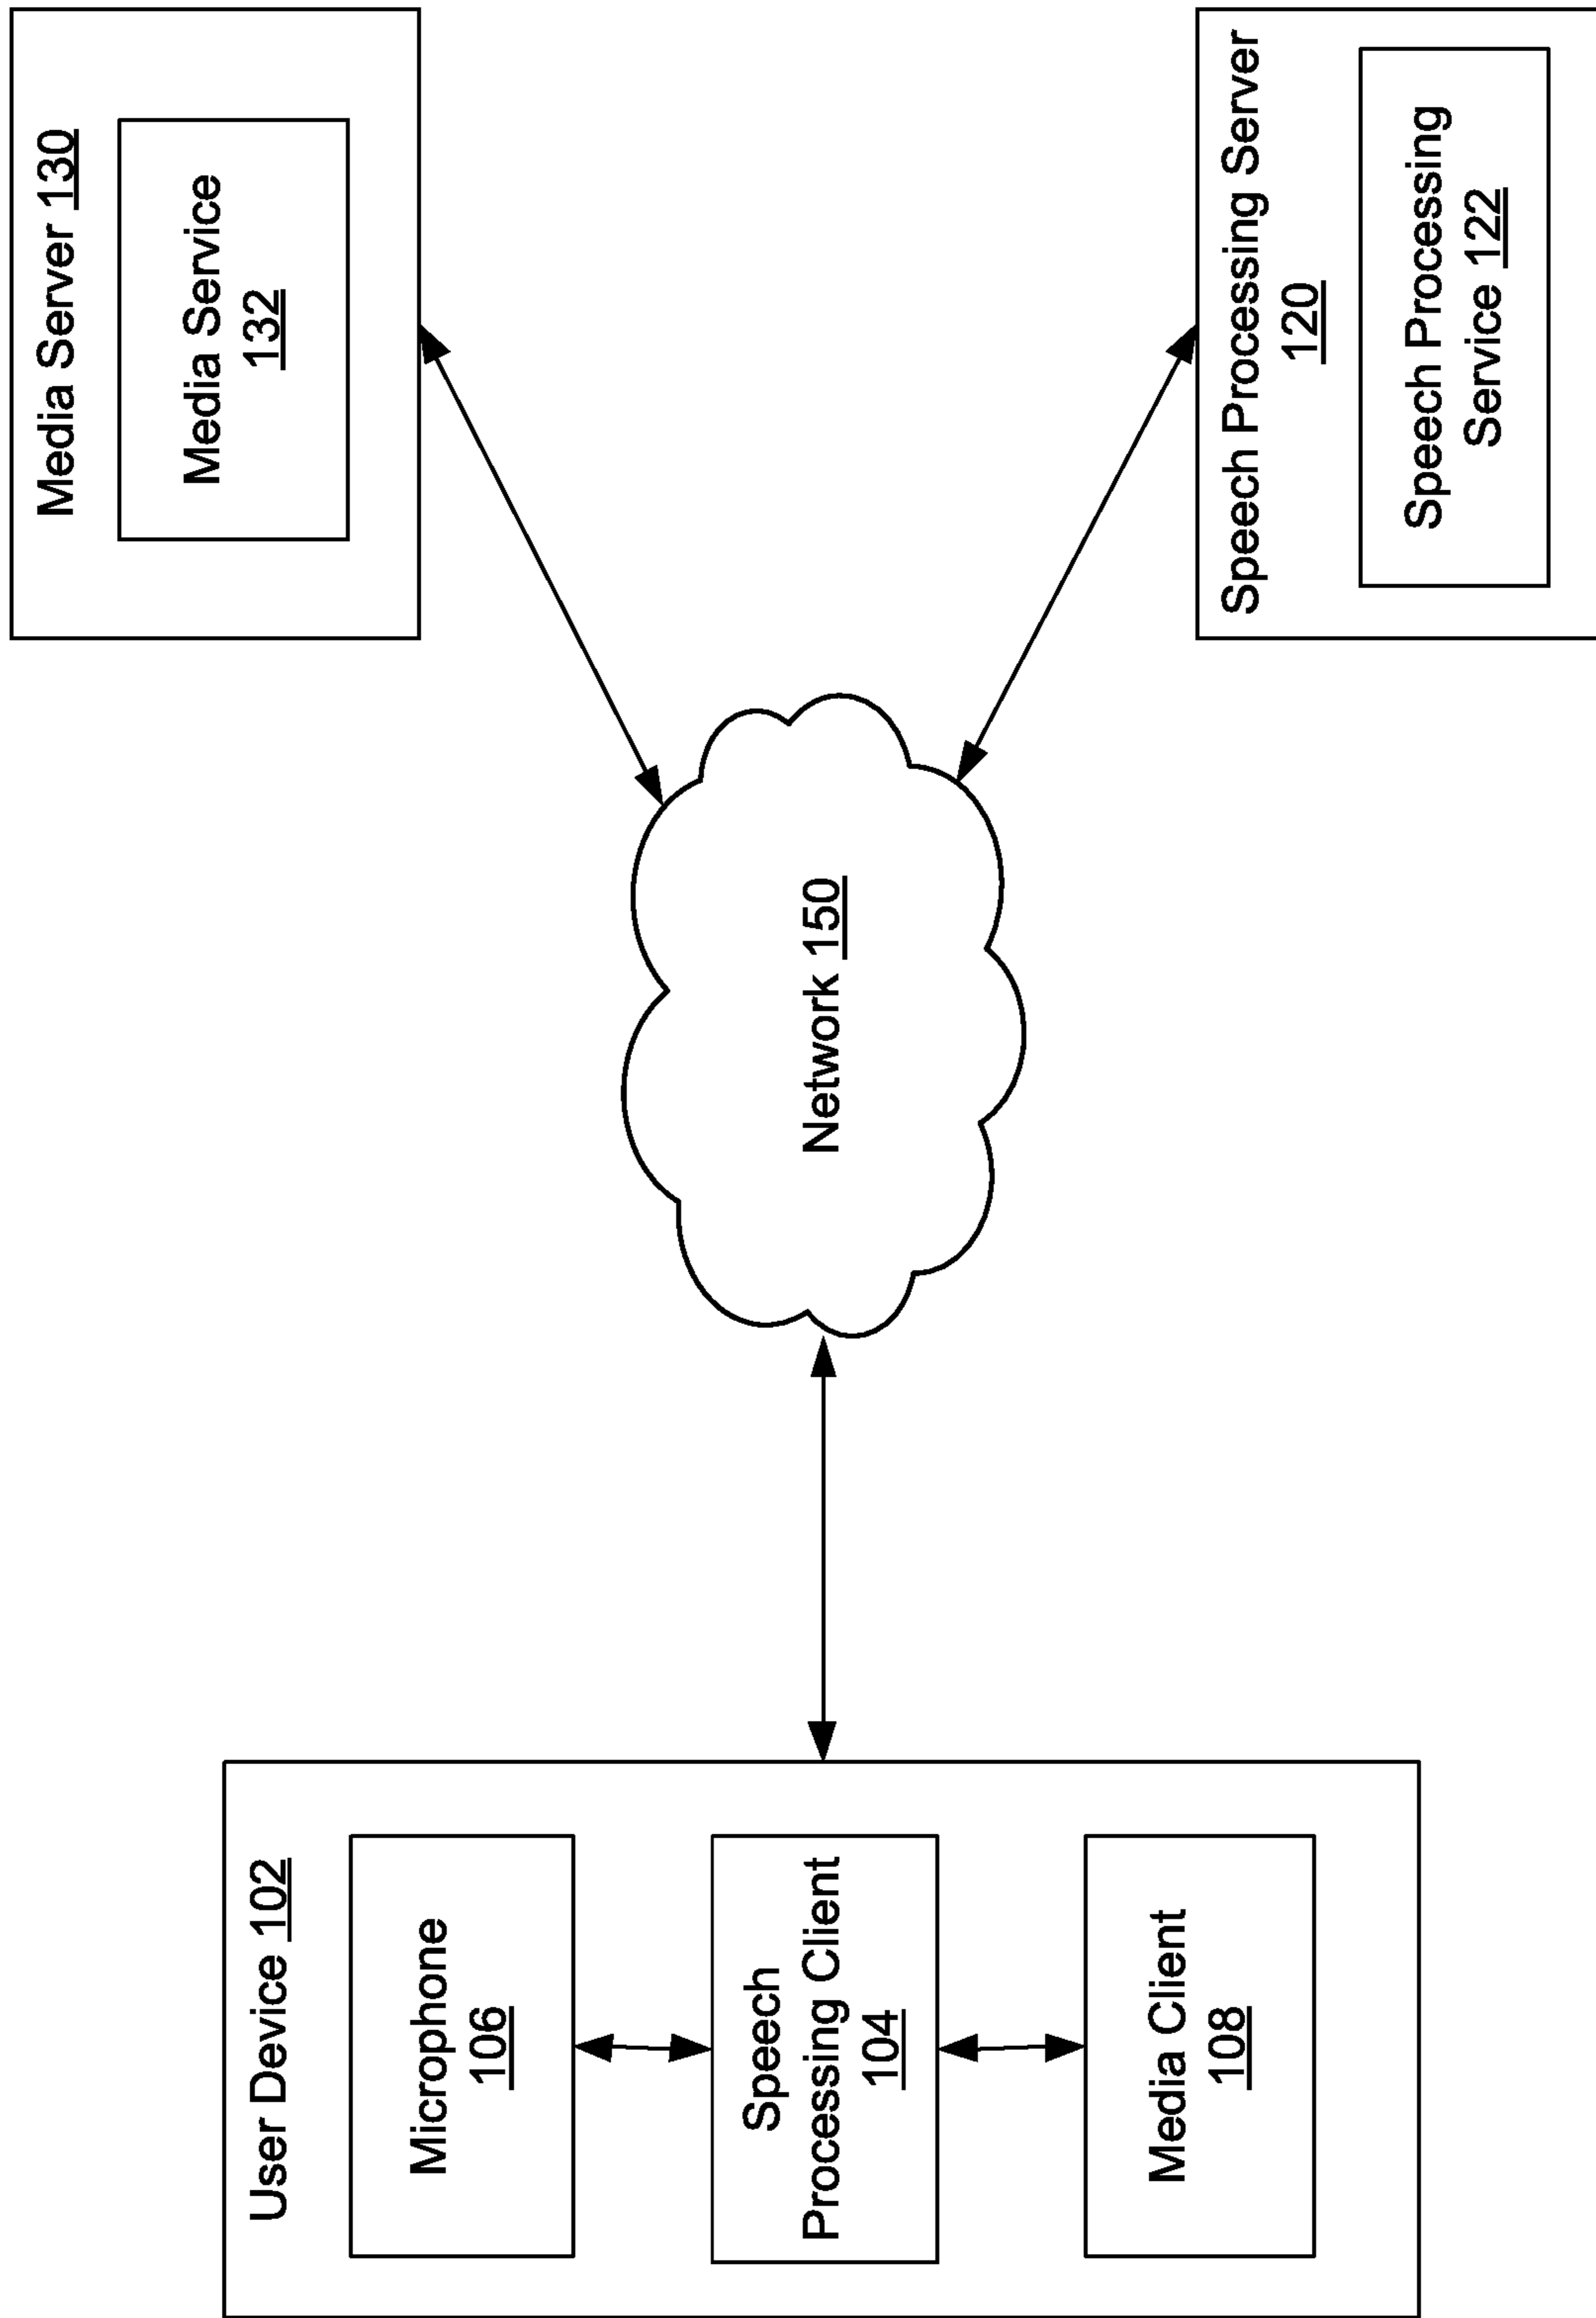 User Device 102
Microphone
106
Speech
Processing Client
104
Media Client
108
Network 150
Media Server 130
Media Service
132
Speech Processing Server
120
Speech Processing
Service 122